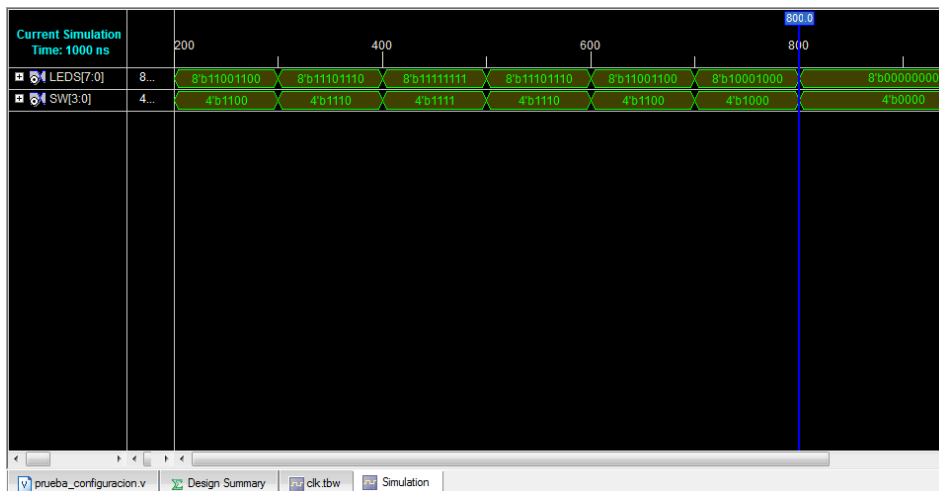 800.0
Current Simulation
Time: 1000 ns
200 400 600 800
LEDS[7:0] 8... 8'b11001100 8'b11101110 8'b11111111 8'b11101110 8'b11001100 8'b10001000 8'b00000000
SW[3:0] 4... 4'b1100 4'b1110 4'b1111 4'b1110 4'b1100 4'b1000 4'b0000
prueba_configuracion.v Design Summary clk.tbw Simulation